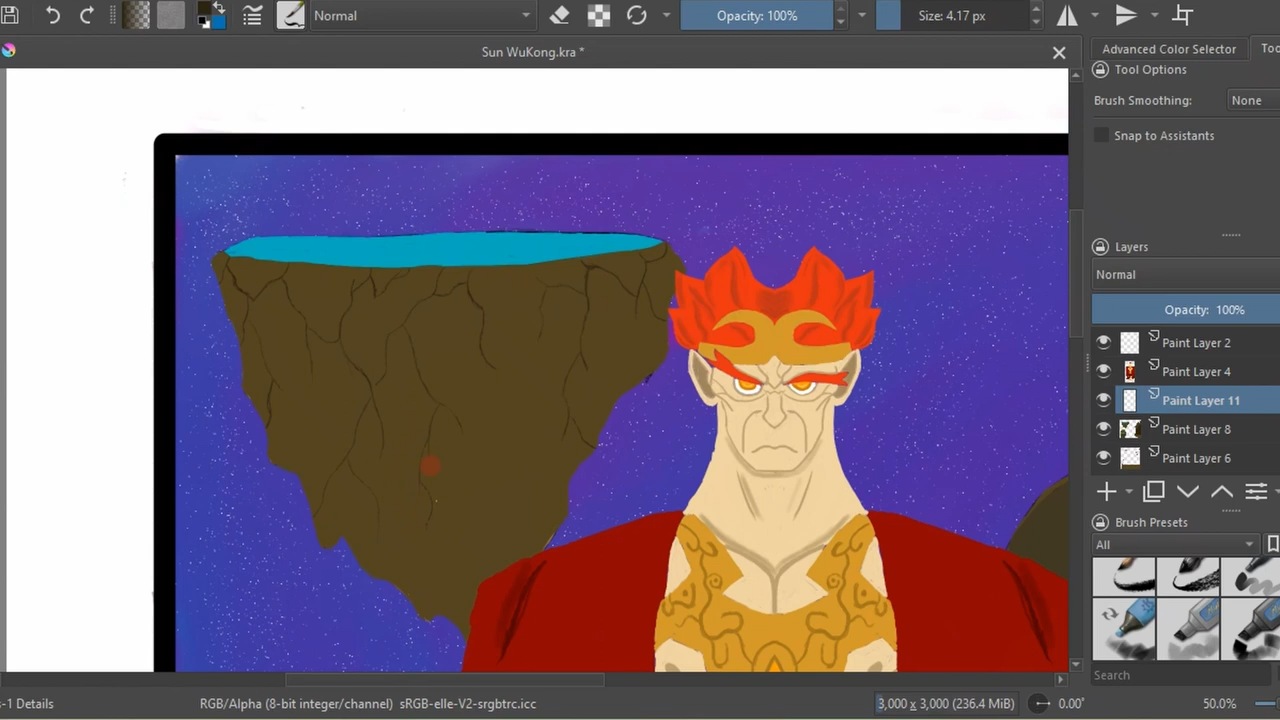 Normal
Opacity: 100%
Size: 4.17 px
Sun WuKong.kra *
Advanced Color Selector
Too
Tool Options
Brush Smoothing:
None
Snap to Assistants
Layers
Normal
Opacity: 100%
Paint Layer 2
Paint Layer 4
Paint Layer 11
Paint Layer 8
Paint Layer 6
Brush Presets
All
Search
s-1 Details
RGB/Alpha (8-bit integer/channel) sRGB-elle-V2-srgbtrc.icc
3,000 x 3,000 (236.4 MiB)
0.00°
50.0%